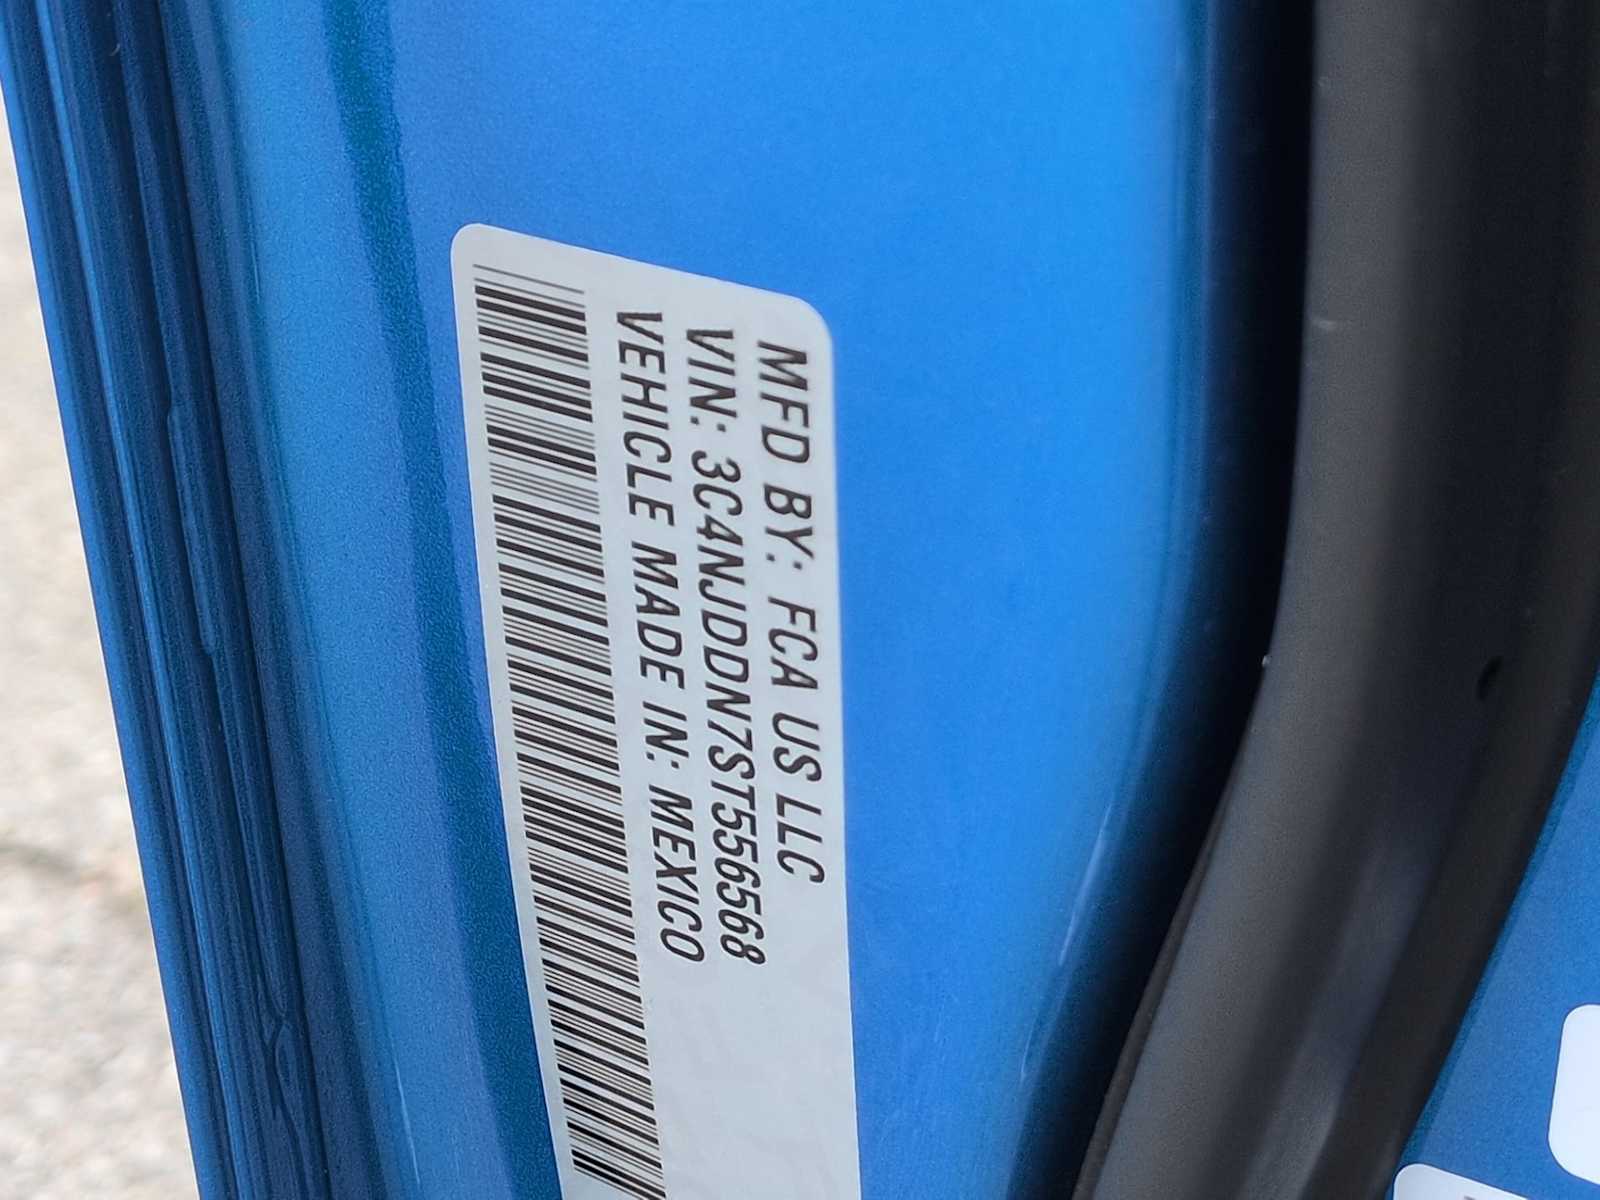 MFD BY: FCA US LLC
VIN: 3C4NJDDN7ST556568
VEHICLE MADE IN: MEXICO